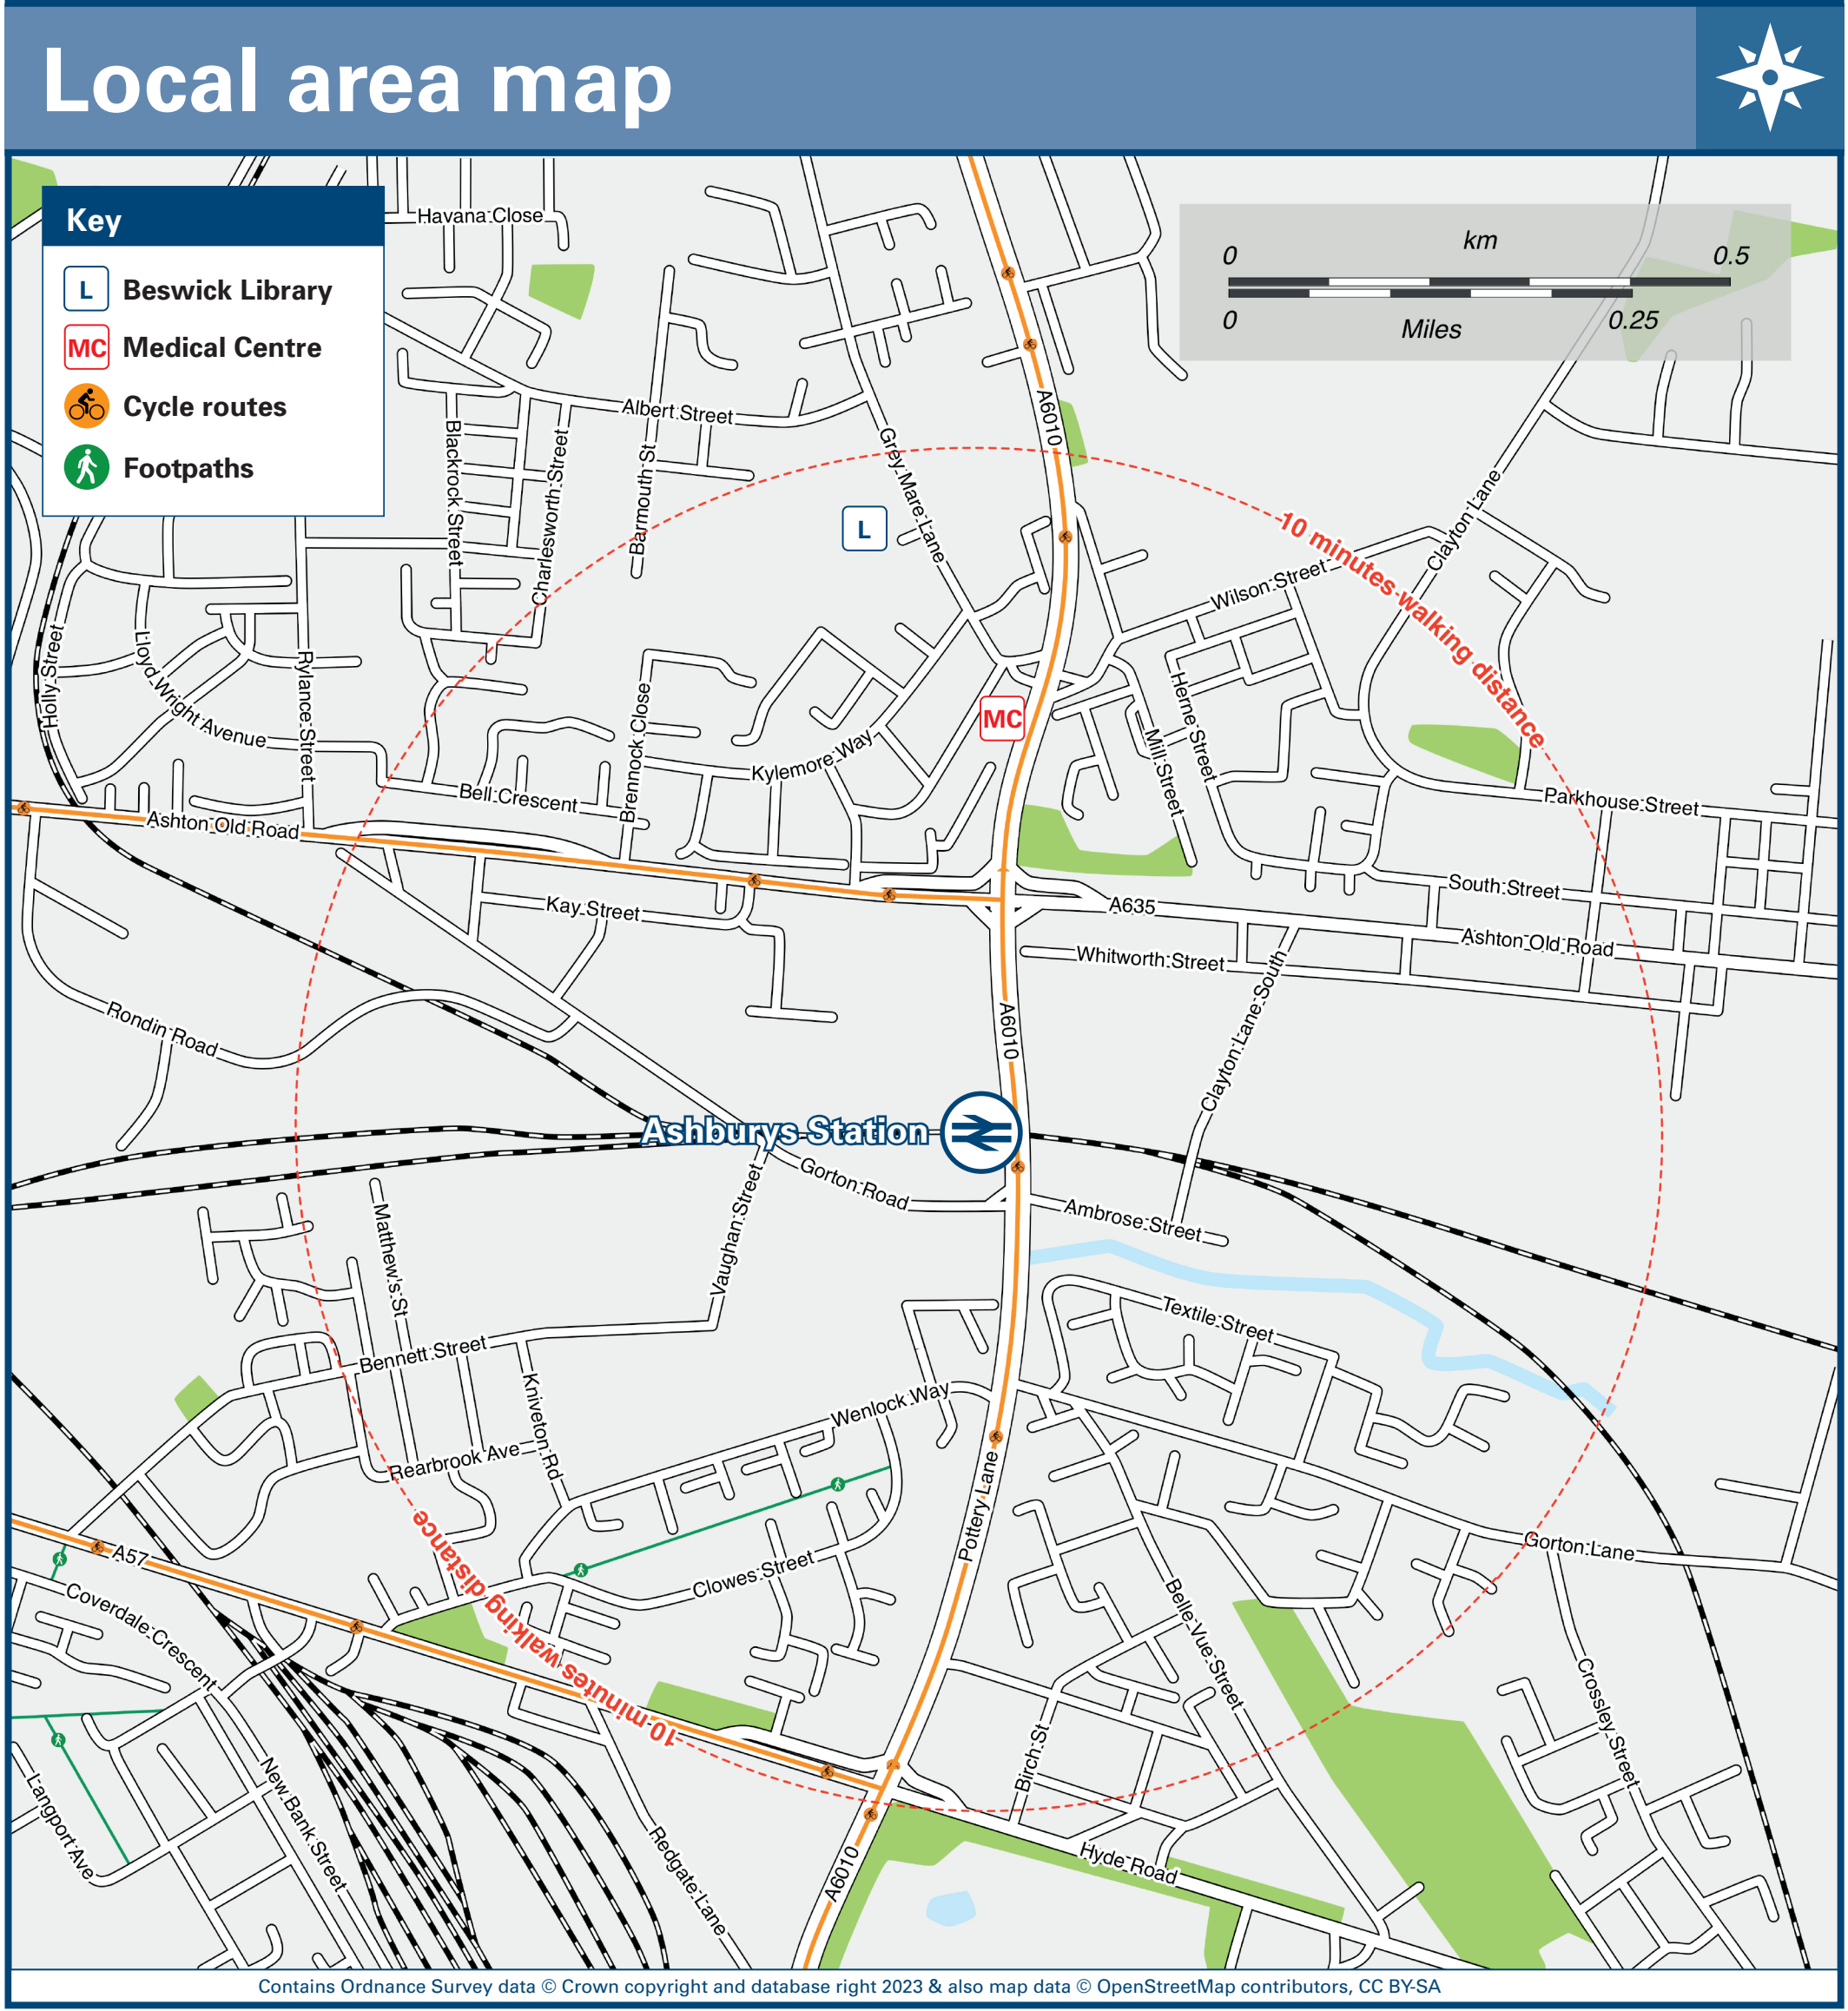 Local area map
Key
L Beswick Library
MC Medical Centre
Cycle routes
Footpaths
km
0 0.5
0 0.25
Miles
Havana Close
Albert Street
A6010
Blackrock Street
Charlesworth Street
Barmouth St
Grey Mare Lane
L
10 minutes walking distance
Clayton Lane
Wilson Street
Holly Street
Lloyd Wright Avenue
Rylance Street
Brennock Close
MC
Herne Street
Mill Street
Kylemore Way
Bell Crescent
Parkhouse Street
Ashton Old Road
South Street
Kay Street
A635
Ashton Old Road
Whitworth Street
Clayton Lane South
Rondin Road
A6010
Ashburys Station
Gorton Road
Vaughan Street
Ambrose Street
Matthew's St
Textile Street
Bennett Street
Kniveton Rd
Wenlock Way
Rearbrook Ave
Pottery Lane
Gorton Lane
A57
Clowes Street
Coverdale Crescent
Belle Vue Street
10 minutes walking distance
Crossley Street
Birch St
New Bank Street
Langport Ave
Redgate Lane
A6010
Hyde Road
Contains Ordnance Survey data © Crown copyright and database right 2023 & also map data © OpenStreetMap contributors, CC BY-SA